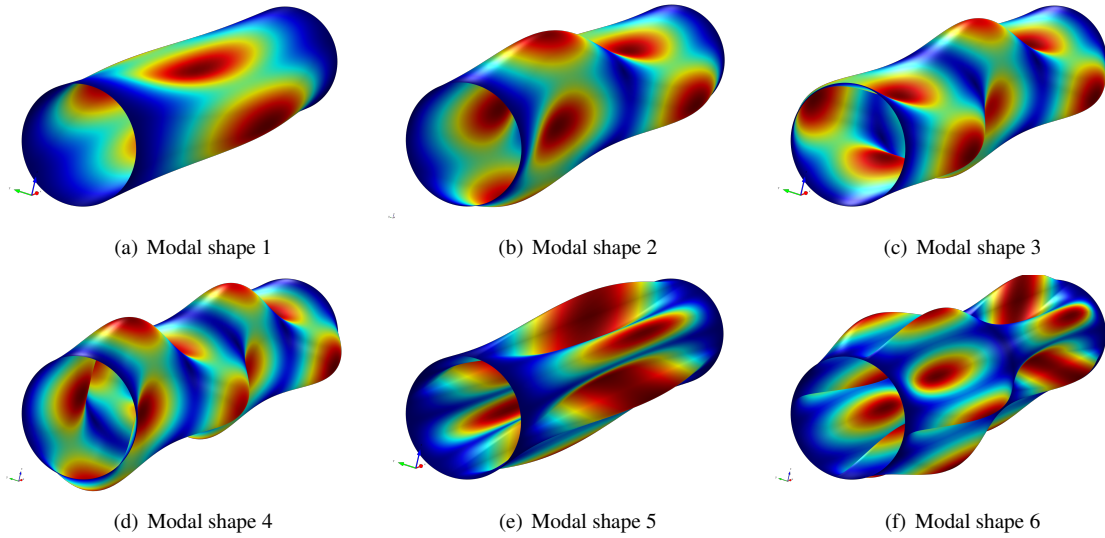 (a) Modal shape 1
(b) Modal shape 2
(c) Modal shape 3
(d) Modal shape 4
(e) Modal shape 5
(f) Modal shape 6